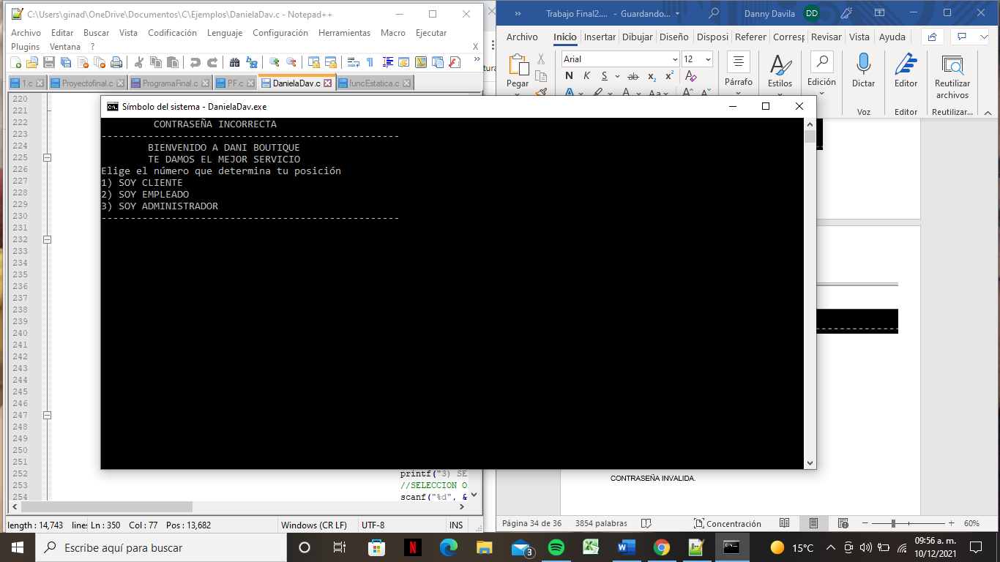 C:\Users\ginad\OneDrive\Documentos\C\Ejemplos\DanielaDav.c - Notepad++
Archivo Editar Buscar Vista Codificación Lenguaje Configuración Herramientas Macro Ejecutar
Plugins Ventana ? X
1.c Proyectofinal.c ProgramaFinal.c PF.c DanielaDav.c funcEstatica.c
Trabajo Final2.... - Guardando... Danny Davila DD
Archivo Inicio Insertar Dibujar Diseño Disposi Referer Corresp Revisar Vista Ayuda
Arial 12
N K S ab x₂ x²
Pegar Párrafo Estilos Edición Dictar Editor Reutilizar archivos
Voz Editor Reutilizar...
Símbolo del sistema - DanielaDav.exe
CONTRASEÑA INCORRECTA
---------------------------------------------------
BIENVENIDO A DANI BOUTIQUE
TE DAMOS EL MEJOR SERVICIO
Elige el número que determina tu posición
1) SOY CLIENTE
2) SOY EMPLEADO
3) SOY ADMINISTRADOR
---------------------------------------------------
220
221
222
223
224
225
226
227
228
229
230
231
232
233
234
235
236
237
238
239
240
241
242
243
244
245
246
247
248
249
250
251
252 printf("3) SE
253 //SELECCION O
254 scanf("%d", &
CONTRASEÑA INVALIDA.
length : 14,743 lines Ln : 350 Col : 77 Pos : 13,682 Windows (CR LF) UTF-8 INS
Página 34 de 36 3854 palabras Concentración 60%
Escribe aquí para buscar
3
15°C
09:56 a. m.
10/12/2021